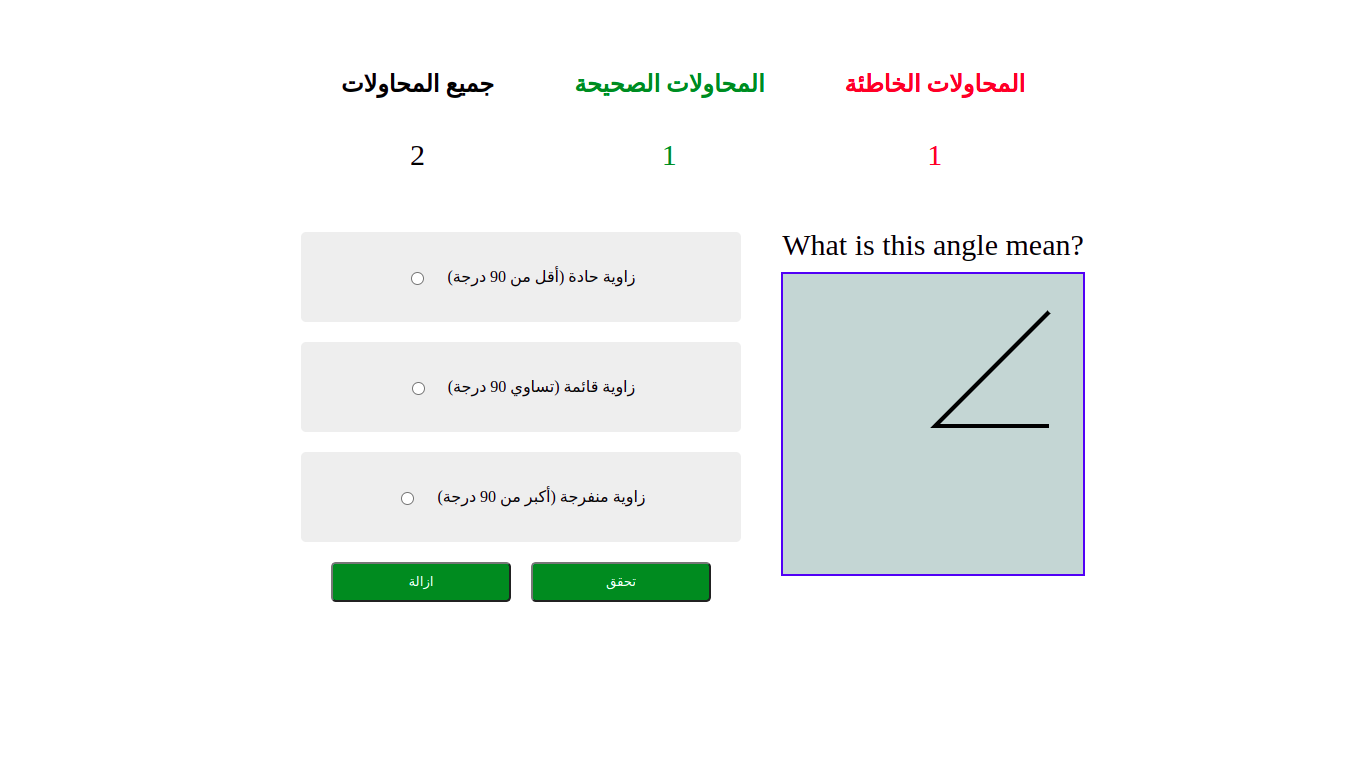 المحاولات الخاطئة
المحاولات الصحيحة
جميع المحاولات
1
1
2
What is this angle mean?
زاوية حادة (أقل من 90 درجة)
زاوية قائمة (تساوي 90 درجة)
زاوية منفرجة (أكبر من 90 درجة)
تحقق
ازالة